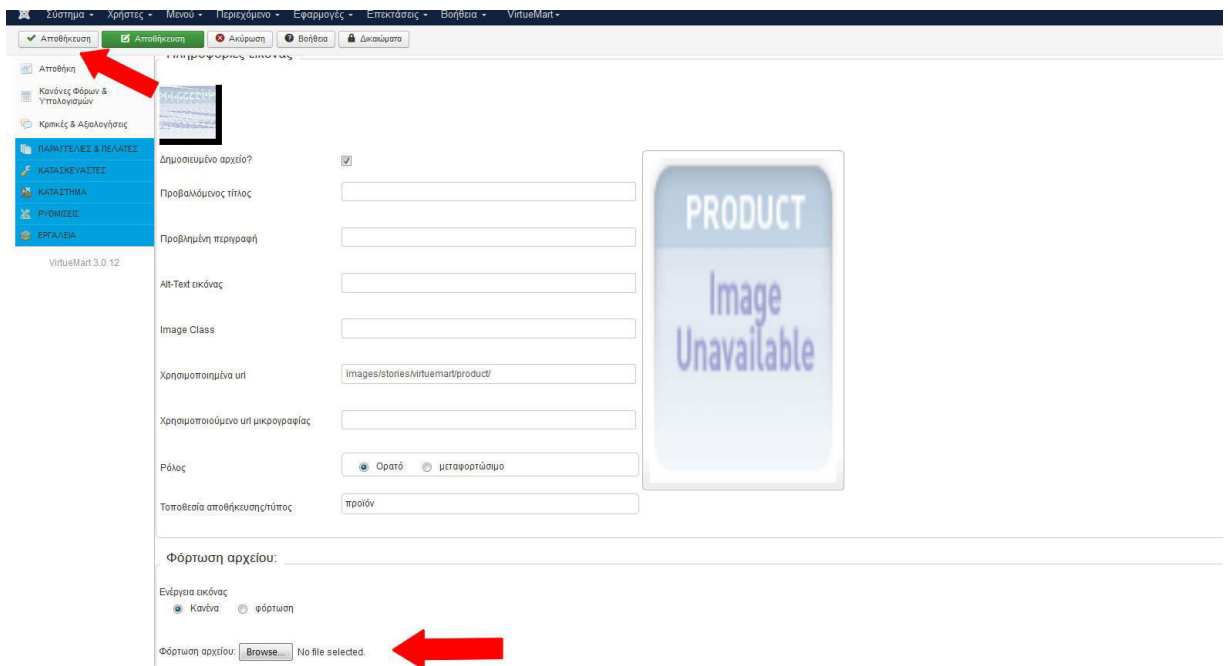 Σύστημα Χρήστες Μενού Περιεχόμενο Εφαρμογές Επεκτάσεις Βοήθεια VirtueMart
Αποθήκευση Αποθήκευση Ακύρωση Βοήθεια Δικαιώματα
Πληροφορίες εικόνας
Αποθήκη
Κανόνες Φόρων &
Υπολογισμών
Κριτικές & Αξιολογήσεις
ΠΑΡΑΓΓΕΛΙΕΣ & ΠΕΛΑΤΕΣ
ΚΑΤΑΣΚΕΥΑΣΤΕΣ
ΚΑΤΑΣΤΗΜΑ
ΡΥΘΜΙΣΕΙΣ
ΕΡΓΑΛΕΙΑ
VirtueMart 3.0.12
Δημοσιευμένο αρχείο?
Προβαλλόμενος τίτλος
Προβλημένη περιγραφή
Alt-Text εικόνας
Image Class
Χρησιμοποιημένα url images/stories/virtuemart/product/
Χρησιμοποιούμενο url μικρογραφίας
Ρόλος Ορατό μεταφορτώσιμο
Τοποθεσία αποθήκευσης/τύπος προϊόν
PRODUCT
Image
Unavailable
Φόρτωση αρχείου:
Ενέργεια εικόνας
Κανένα φόρτωση
Φόρτωση αρχείου: Browse... No file selected.